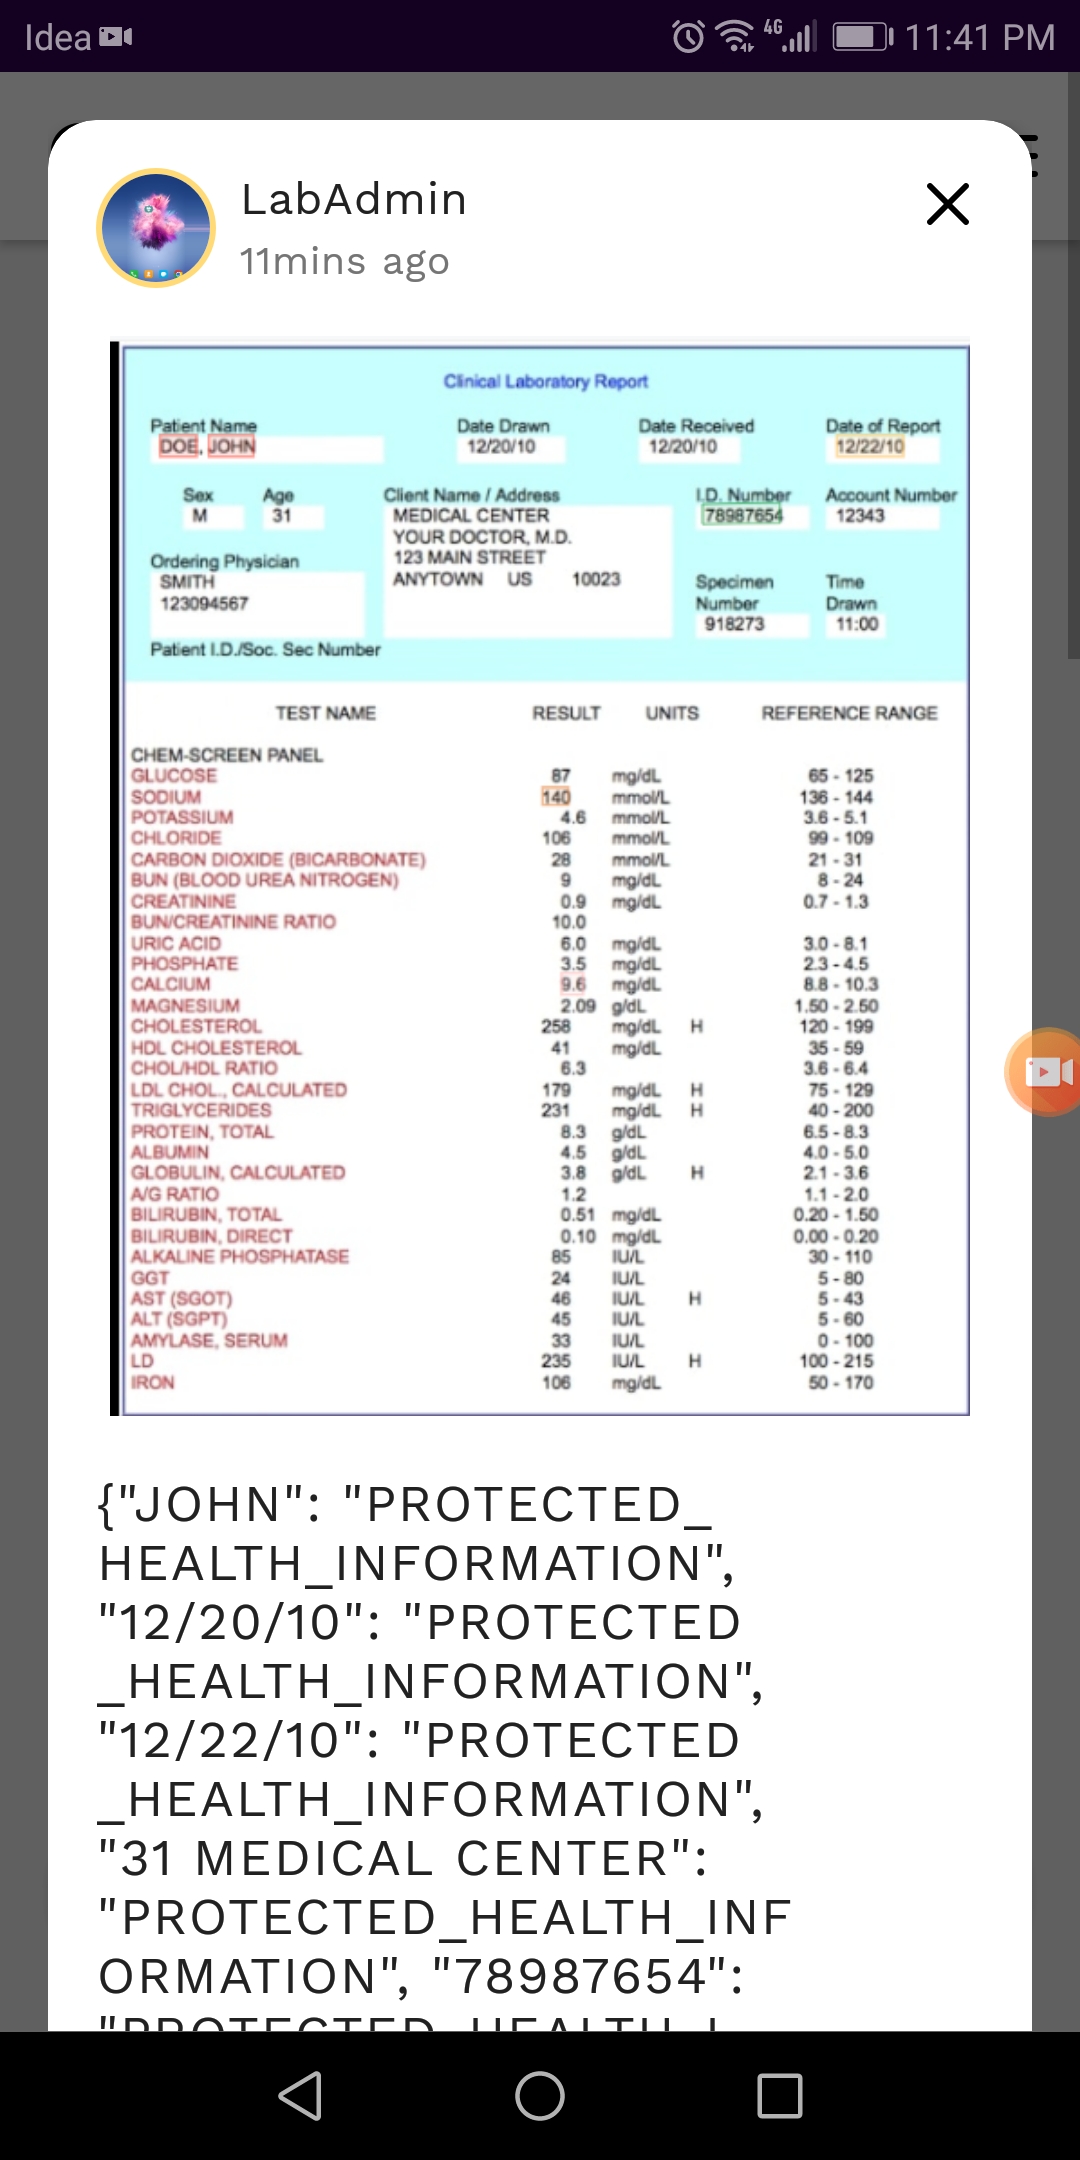 Idea 4G 11:41 PM
LabAdmin
11mins ago
Clinical Laboratory Report
Patient Name Date Drawn Date Received Date of Report
DOE, JOHN 12/20/10 12/20/10 12/22/10
Sex Age Client Name / Address I.D. Number Account Number
M 31 MEDICAL CENTER 78987654 12343
YOUR DOCTOR, M.D.
Ordering Physician 123 MAIN STREET
SMITH ANYTOWN US 10023 Specimen Time
123094567 Number Drawn
918273 11:00
Patient I.D./Soc. Sec Number
TEST NAME RESULT UNITS REFERENCE RANGE
CHEM-SCREEN PANEL
GLUCOSE 87 mg/dL 65 - 125
SODIUM 140 mmol/L 136 - 144
POTASSIUM 4.6 mmol/L 3.6 - 5.1
CHLORIDE 106 mmol/L 99 - 109
CARBON DIOXIDE (BICARBONATE) 28 mmol/L 21 - 31
BUN (BLOOD UREA NITROGEN) 9 mg/dL 8 - 24
CREATININE 0.9 mg/dL 0.7 - 1.3
BUN/CREATININE RATIO 10.0
URIC ACID 6.0 mg/dL 3.0 - 8.1
PHOSPHATE 3.5 mg/dL 2.3 - 4.5
CALCIUM 9.6 mg/dL 8.8 - 10.3
MAGNESIUM 2.09 g/dL 1.50 - 2.50
CHOLESTEROL 258 mg/dL H 120 - 199
HDL CHOLESTEROL 41 mg/dL 35 - 59
CHOL/HDL RATIO 6.3 3.6 - 6.4
LDL CHOL., CALCULATED 179 mg/dL H 75 - 129
TRIGLYCERIDES 231 mg/dL H 40 - 200
PROTEIN, TOTAL 8.3 g/dL 6.5 - 8.3
ALBUMIN 4.5 g/dL 4.0 - 5.0
GLOBULIN, CALCULATED 3.8 g/dL H 2.1 - 3.6
A/G RATIO 1.2 1.1 - 2.0
BILIRUBIN, TOTAL 0.51 mg/dL 0.20 - 1.50
BILIRUBIN, DIRECT 0.10 mg/dL 0.00 - 0.20
ALKALINE PHOSPHATASE 85 IU/L 30 - 110
GGT 24 IU/L 5 - 80
AST (SGOT) 46 IU/L H 5 - 43
ALT (SGPT) 45 IU/L 5 - 60
AMYLASE, SERUM 33 IU/L 0 - 100
LD 235 IU/L H 100 - 215
IRON 106 mg/dL 50 - 170
{"JOHN": "PROTECTED_
HEALTH_INFORMATION",
"12/20/10": "PROTECTED
_HEALTH_INFORMATION",
"12/22/10": "PROTECTED
_HEALTH_INFORMATION",
"31 MEDICAL CENTER":
"PROTECTED_HEALTH_INF
ORMATION", "78987654":